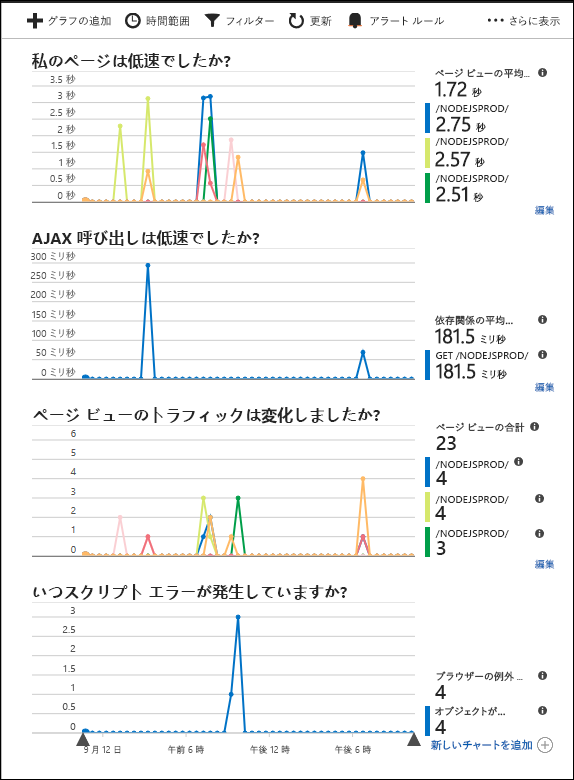 グラフの追加 時間範囲 フィルター 更新 アラート ルール さらに表示
私のページは低速でしたか?
3.5 秒
3 秒
2.5 秒
2 秒
1.5 秒
1 秒
0.5 秒
0 秒
ページ ビューの平均...
1.72 秒
/NODEJSPROD/
2.75 秒
/NODEJSPROD/
2.57 秒
/NODEJSPROD/
2.51 秒
編集
AJAX 呼び出しは低速でしたか?
300 ミリ秒
250 ミリ秒
200 ミリ秒
150 ミリ秒
100 ミリ秒
50 ミリ秒
0 ミリ秒
依存関係の平均...
181.5 ミリ秒
GET /NODEJSPROD/
181.5 ミリ秒
編集
ページ ビューのトラフィックは変化しましたか?
6
5
4
3
2
1
0
ページ ビューの合計
23
/NODEJSPROD/
4
/NODEJSPROD/
4
/NODEJSPROD/
3
編集
いつスクリプト エラーが発生していますか?
3
2.5
2
1.5
1
0.5
0
9 月 12 日 午前 6 時 午後 12 時 午後 6 時
ブラウザーの例外 ...
4
オブジェクトが...
4
新しいチャートを追加